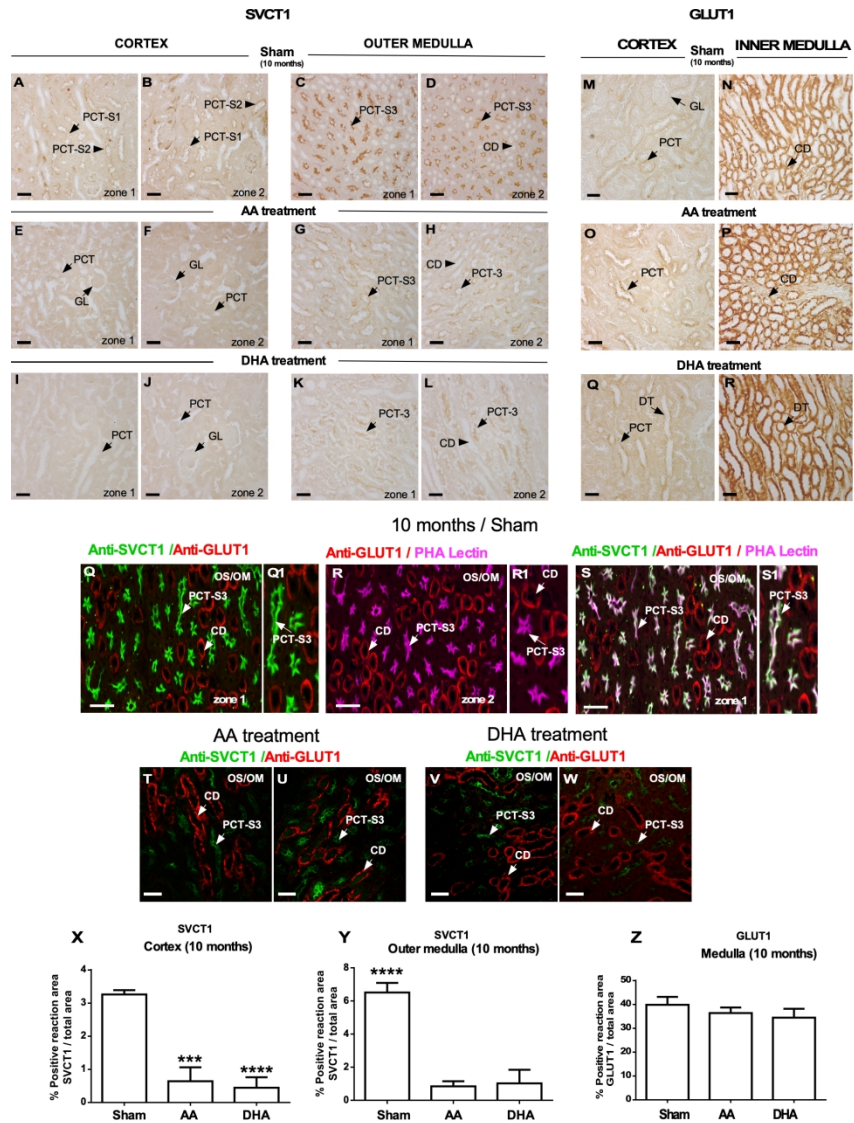 SVCT1
GLUT1
CORTEX
Sham
(10 months)
OUTER MEDULLA
CORTEX
Sham
(10 months)
INNER MEDULLA
A
PCT-S1
PCT-S2
zone 1
B
PCT-S2
PCT-S1
zone 2
C
PCT-S3
zone 1
D
PCT-S3
CD
zone 2
M
GL
PCT
N
CD
AA treatment
AA treatment
E
PCT
GL
zone 1
F
GL
PCT
zone 2
G
PCT-S3
zone 1
H
CD
PCT-3
zone 2
O
PCT
P
CD
DHA treatment
DHA treatment
I
PCT
zone 1
J
PCT
GL
zone 2
K
PCT-3
zone 1
L
PCT-3
CD
zone 2
Q
DT
PCT
R
DT
10 months / Sham
Anti-SVCT1 /Anti-GLUT1
Anti-GLUT1 / PHA Lectin
Anti-SVCT1 /Anti-GLUT1 / PHA Lectin
Q
OS/OM
PCT-S3
CD
zone 1
Q1
PCT-S3
R
OS/OM
CD
PCT-S3
zone 2
R1
CD
PCT-S3
S
OS/OM
PCT-S3
CD
zone 1
S1
PCT-S3
AA treatment
DHA treatment
Anti-SVCT1 /Anti-GLUT1
Anti-SVCT1 /Anti-GLUT1
T
OS/OM
CD
PCT-S3
U
OS/OM
PCT-S3
CD
V
OS/OM
PCT-S3
CD
W
OS/OM
CD
PCT-S3
X
SVCT1
Cortex (10 months)
% Positive reaction area
SVCT1 / total area
4
3
2
1
0
***
****
Sham
AA
DHA
Y
SVCT1
Outer medulla (10 months)
% Positive reaction area
SVCT1 / total area
8
6
4
2
0
****
Sham
AA
DHA
Z
GLUT1
Medulla (10 months)
% Positive reaction area
GLUT1 / total area
50
40
30
20
10
0
Sham
AA
DHA